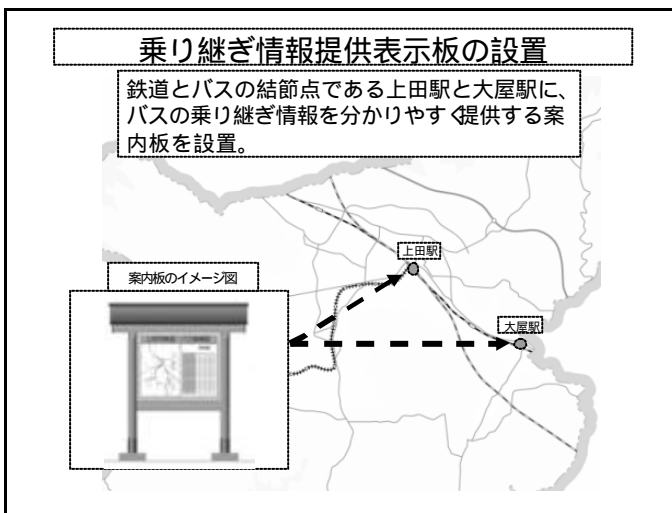 乗り継ぎ情報提供表示板の設置
鉄道とバスの結節点である上田駅と大屋駅に、
バスの乗り継ぎ情報を分かりやすく提供する案
内板を設置。
上田駅
案内板のイメージ図
大屋駅